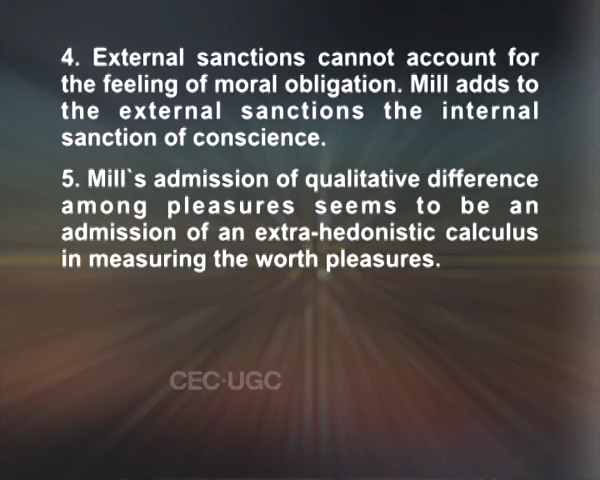 4. External sanctions cannot account for
the feeling of moral obligation. Mill adds to
the external sanctions the internal
sanction of conscience.
5. Mill`s admission of qualitative difference
among pleasures seems to be an
admission of an extra-hedonistic calculus
in measuring the worth pleasures.
CEC·UGC